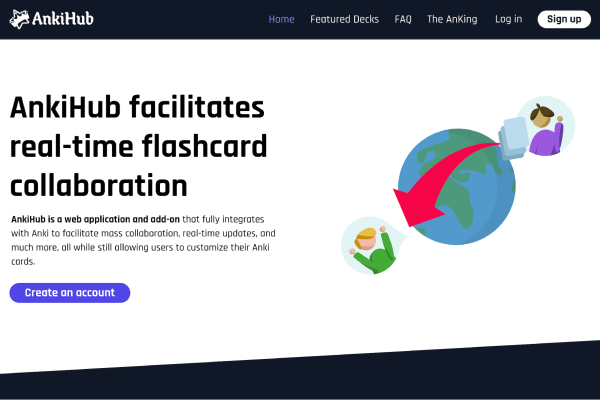 AnkiHub
Home
Featured Decks
FAQ
The AnKing
Log in
Sign up
AnkiHub facilitates
real-time flashcard
collaboration
AnkiHub is a web application and add-on that fully integrates
with Anki to facilitate mass collaboration, real-time updates, and
much more, all while still allowing users to customize their Anki
cards.
Create an account